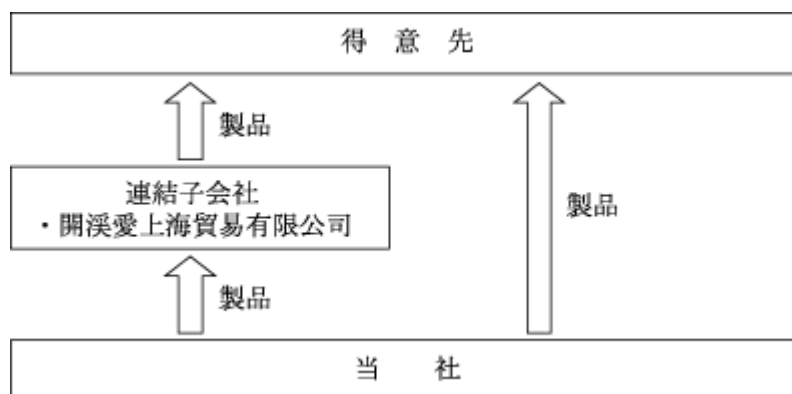 得 意 先
製品
連結子会社
・開溪愛上海貿易有限公司
製品
製品
当 社